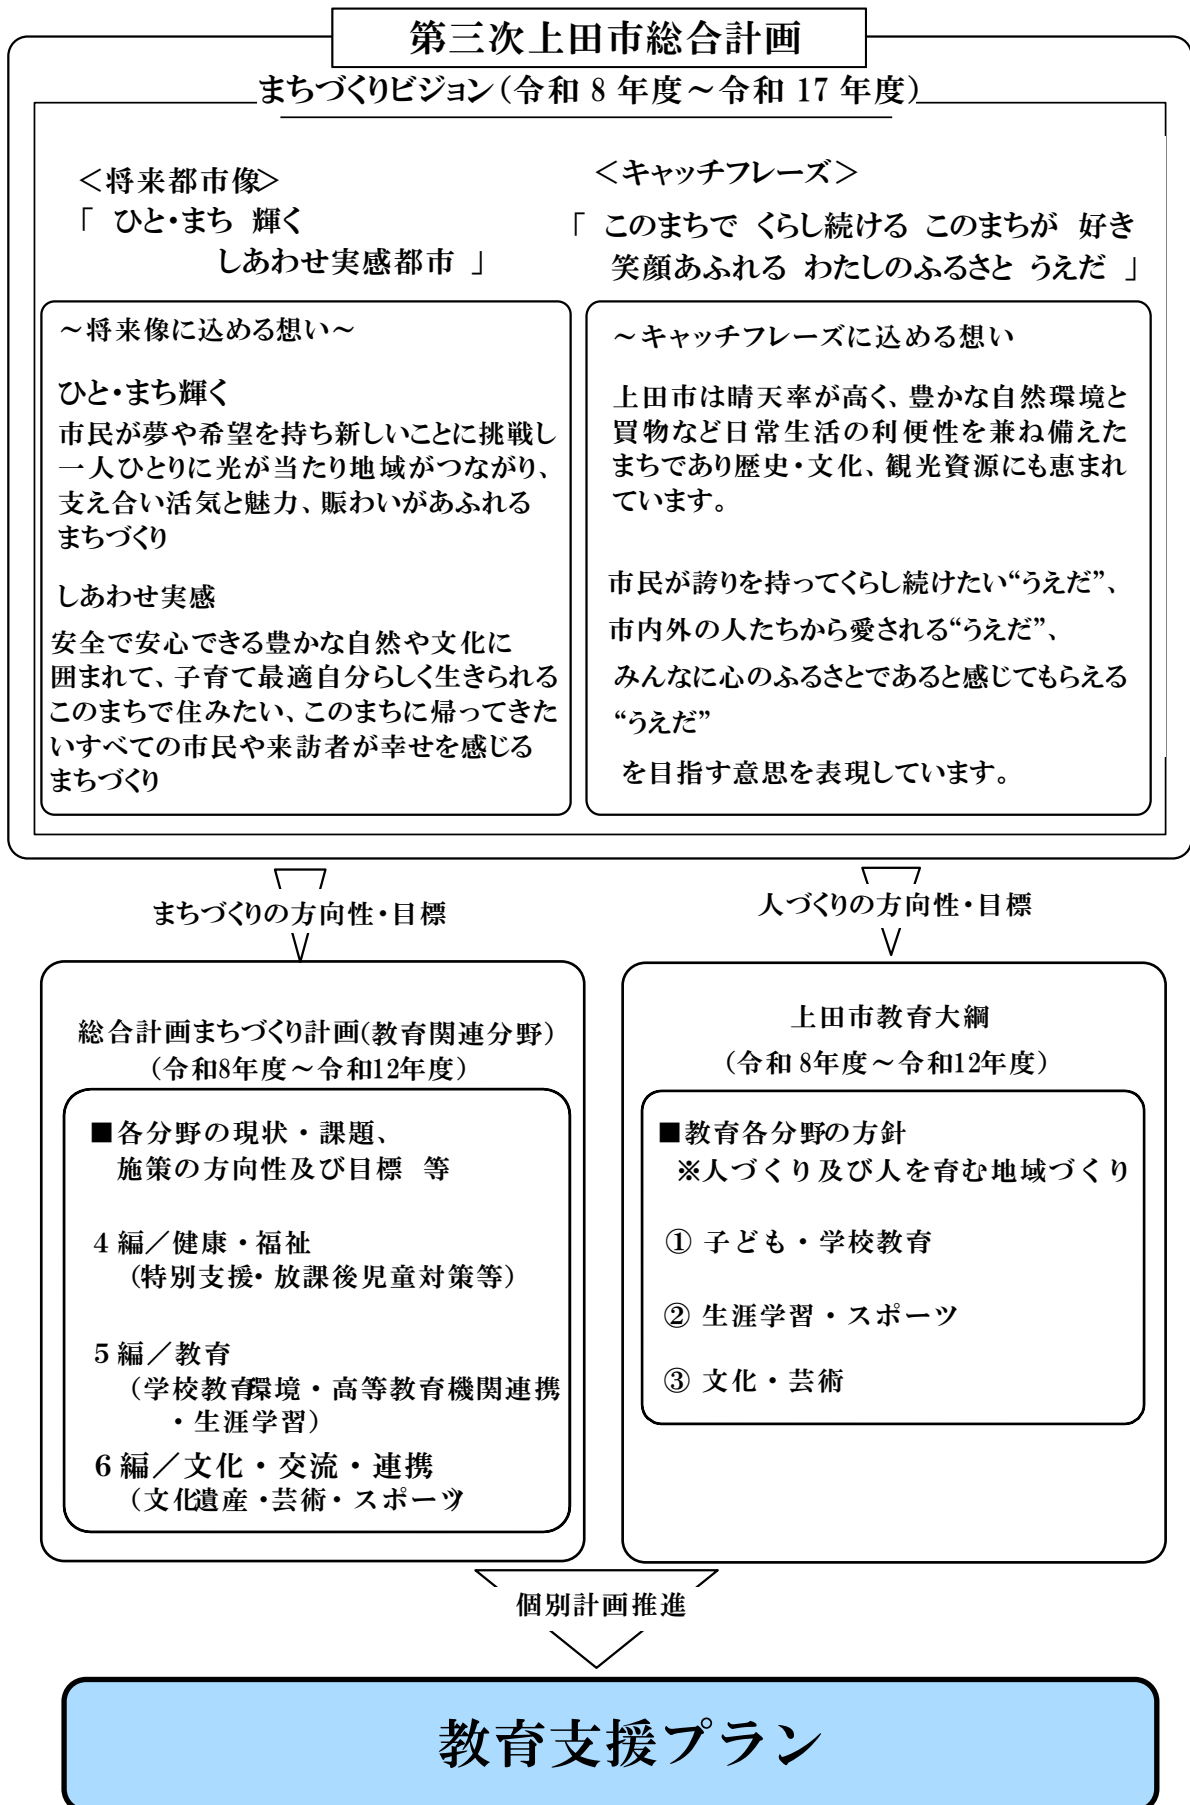 第三次上田市総合計画
まちづくりビジョン（令和 8 年度～令和 17 年度）
＜将来都市像＞
「 ひと・まち 輝く
しあわせ実感都市 」
～将来像に込める想い～
ひと・まち輝く
市民が夢や希望を持ち新しいことに挑戦し
一人ひとりに光が当たり地域がつながり、
支え合い活気と魅力、賑わいがあふれる
まちづくり
しあわせ実感
安全で安心できる豊かな自然や文化に
囲まれて、子育て最適自分らしく生きられる
このまちで住みたい、このまちに帰ってきた
いすべての市民や来訪者が幸せを感じる
まちづくり
＜キャッチフレーズ＞
「 このまちで くらし続ける このまちが 好き
笑顔あふれる わたしのふるさと うえだ 」
～キャッチフレーズに込める想い
上田市は晴天率が高く、豊かな自然環境と
買物など日常生活の利便性を兼ね備えた
まちであり歴史・文化、観光資源にも恵まれ
ています。
市民が誇りを持ってくらし続けたい“うえだ”、
市内外の人たちから愛される“うえだ”、
みんなに心のふるさとであると感じてもらえる
“うえだ”
を目指す意思を表現しています。
まちづくりの方向性・目標
人づくりの方向性・目標
総合計画まちづくり計画（教育関連分野）
（令和8年度～令和12年度）
■各分野の現状・課題、
施策の方向性及び目標 等
4 編／健康・福祉
（特別支援・放課後児童対策等）
5 編／教育
（学校教育環境・高等教育機関連携
・生涯学習）
6 編／文化・交流・連携
（文化遺産・芸術・スポーツ
上田市教育大綱
（令和 8年度～令和12年度）
■教育各分野の方針
※人づくり及び人を育む地域づくり
① 子ども・学校教育
② 生涯学習・スポーツ
③ 文化・芸術
個別計画推進
教育支援プラン